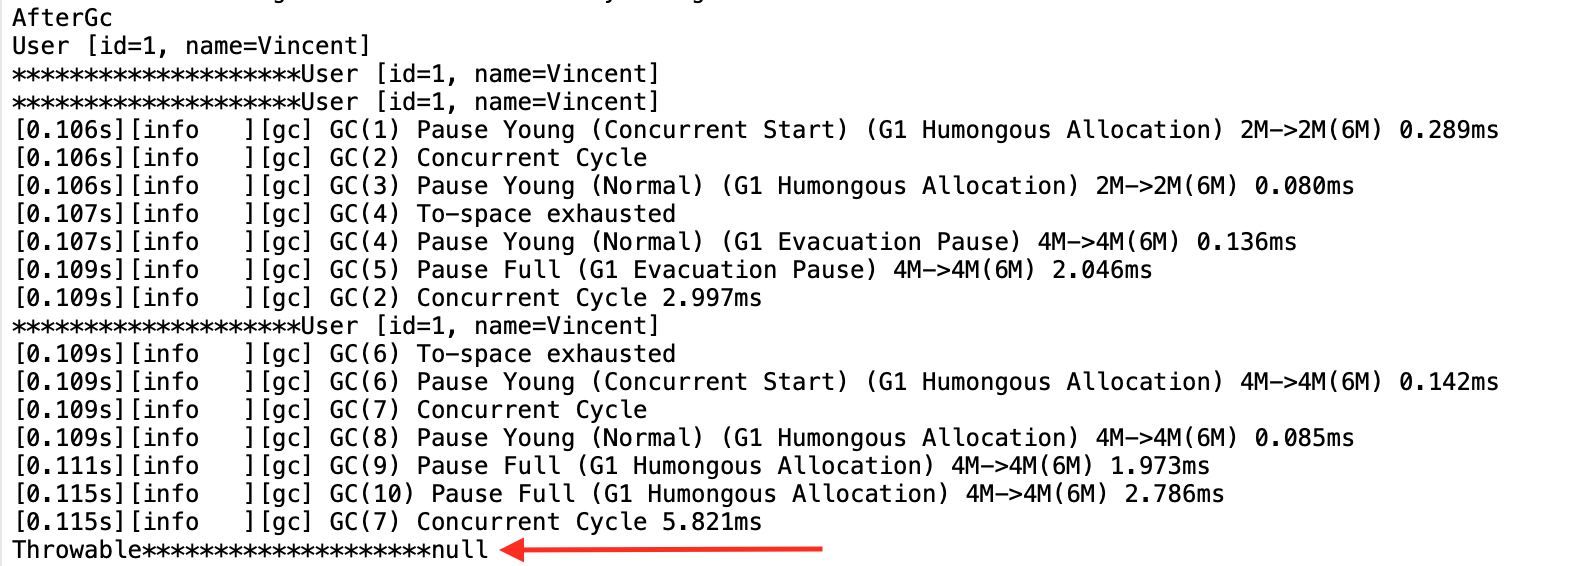 AfterGc
User [id=1, name=Vincent]
********************User [id=1, name=Vincent]
********************User [id=1, name=Vincent]
[0.106s][info   ][gc] GC(1) Pause Young (Concurrent Start) (G1 Humongous Allocation) 2M->2M(6M) 0.289ms
[0.106s][info   ][gc] GC(2) Concurrent Cycle
[0.106s][info   ][gc] GC(3) Pause Young (Normal) (G1 Humongous Allocation) 2M->2M(6M) 0.080ms
[0.107s][info   ][gc] GC(4) To-space exhausted
[0.107s][info   ][gc] GC(4) Pause Young (Normal) (G1 Evacuation Pause) 4M->4M(6M) 0.136ms
[0.109s][info   ][gc] GC(5) Pause Full (G1 Evacuation Pause) 4M->4M(6M) 2.046ms
[0.109s][info   ][gc] GC(2) Concurrent Cycle 2.997ms
********************User [id=1, name=Vincent]
[0.109s][info   ][gc] GC(6) To-space exhausted
[0.109s][info   ][gc] GC(6) Pause Young (Concurrent Start) (G1 Humongous Allocation) 4M->4M(6M) 0.142ms
[0.109s][info   ][gc] GC(7) Concurrent Cycle
[0.109s][info   ][gc] GC(8) Pause Young (Normal) (G1 Humongous Allocation) 4M->4M(6M) 0.085ms
[0.111s][info   ][gc] GC(9) Pause Full (G1 Humongous Allocation) 4M->4M(6M) 1.973ms
[0.115s][info   ][gc] GC(10) Pause Full (G1 Humongous Allocation) 4M->4M(6M) 2.786ms
[0.115s][info   ][gc] GC(7) Concurrent Cycle 5.821ms
Throwable********************null